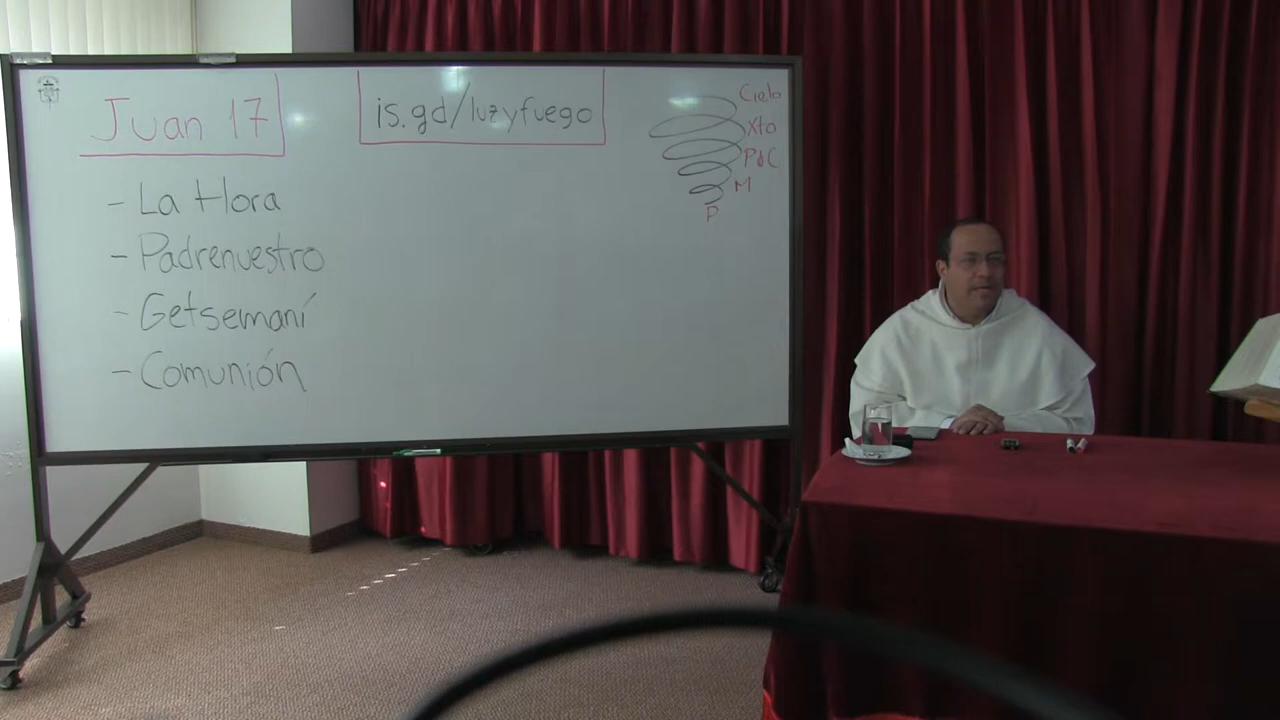 Juan 17
is.gd/luzyfuego
- La Hora
- Padrenuestro
- Getsemaní
- Comunión
Cielo
Xto
PdC
M
P